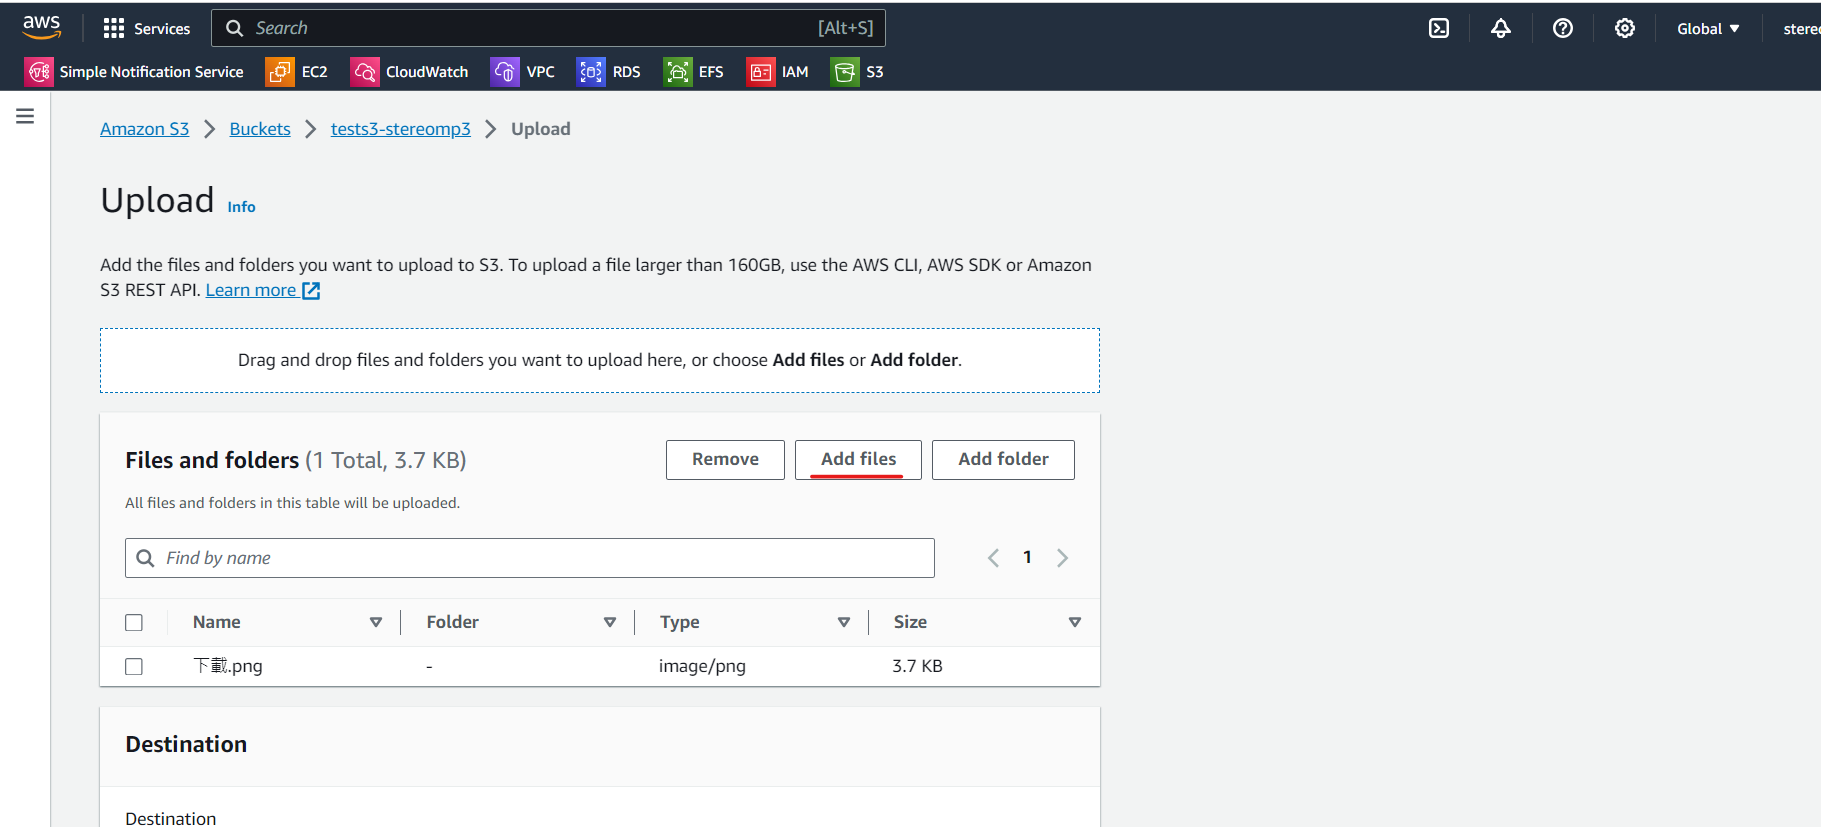 aws Services Search [Alt+S] Global stereo
Simple Notification Service EC2 CloudWatch VPC RDS EFS IAM S3
Amazon S3 Buckets tests3-stereomp3 Upload
Upload Info
Add the files and folders you want to upload to S3. To upload a file larger than 160GB, use the AWS CLI, AWS SDK or Amazon
S3 REST API. Learn more
Drag and drop files and folders you want to upload here, or choose Add files or Add folder.
Files and folders (1 Total, 3.7 KB) Remove Add files Add folder
All files and folders in this table will be uploaded.
Find by name 1
Name Folder Type Size
下載.png - image/png 3.7 KB
Destination
Destination